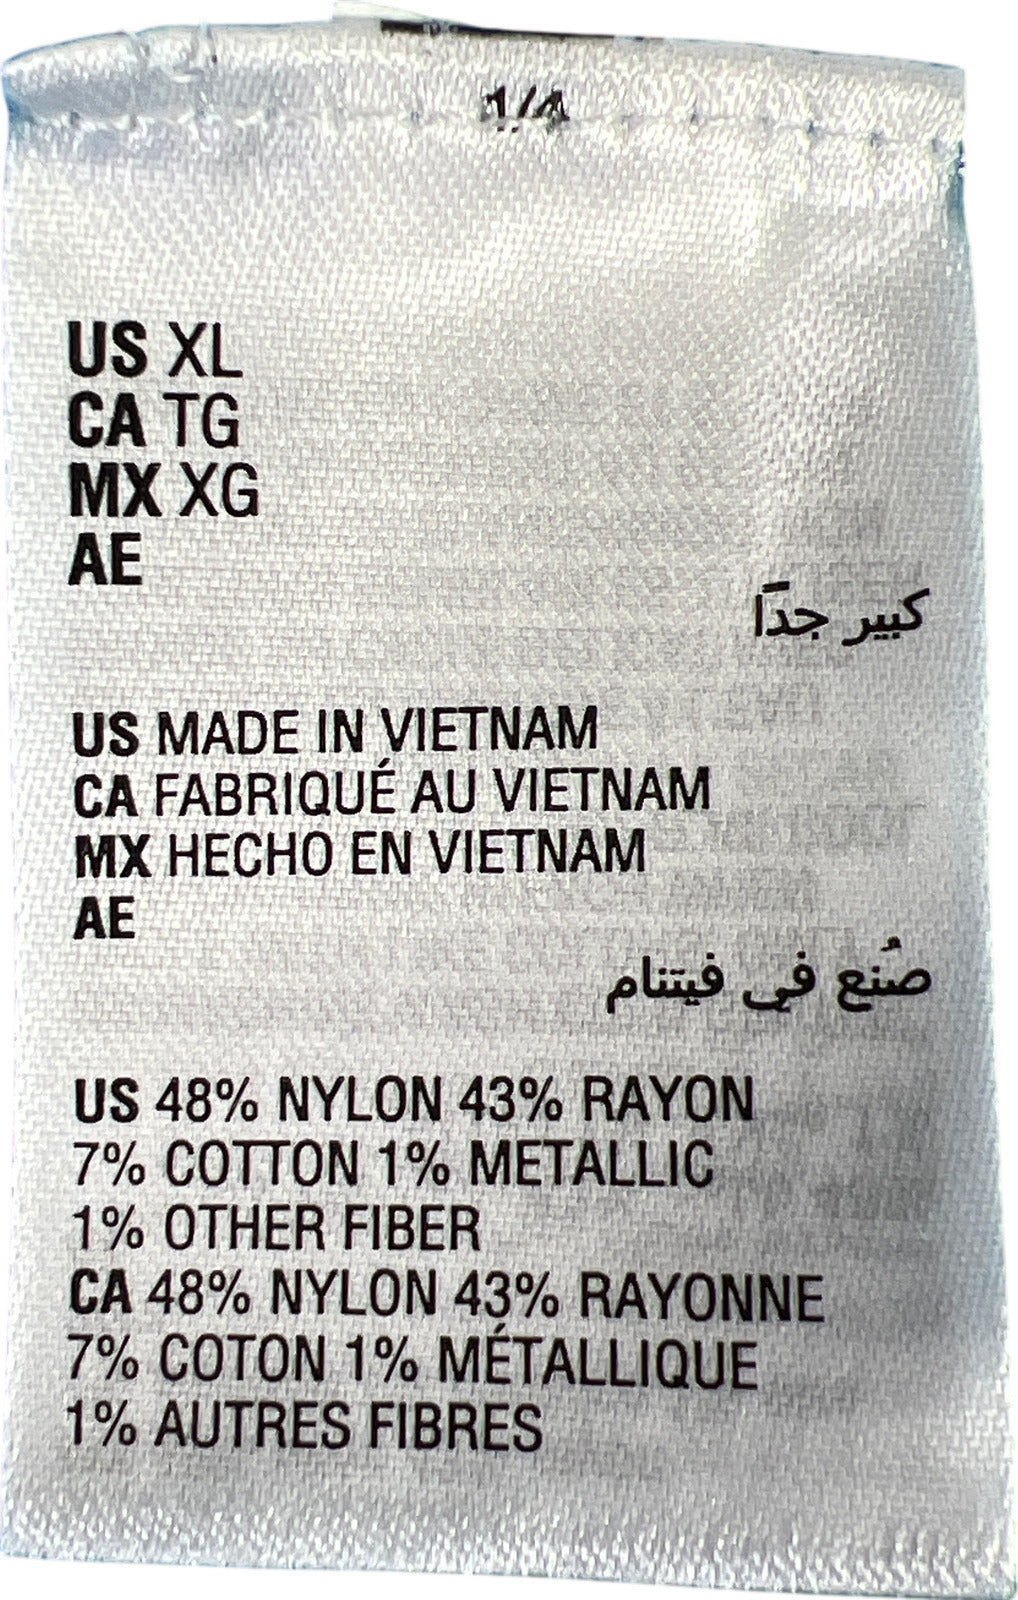 1/4
US XL
CA TG
MX XG
AE
كبير جدًا
US MADE IN VIETNAM
CA FABRIQUÉ AU VIETNAM
MX HECHO EN VIETNAM
AE
صُنع في فيتنام
US 48% NYLON 43% RAYON
7% COTTON 1% METALLIC
1% OTHER FIBER
CA 48% NYLON 43% RAYONNE
7% COTON 1% MÉTALLIQUE
1% AUTRES FIBRES